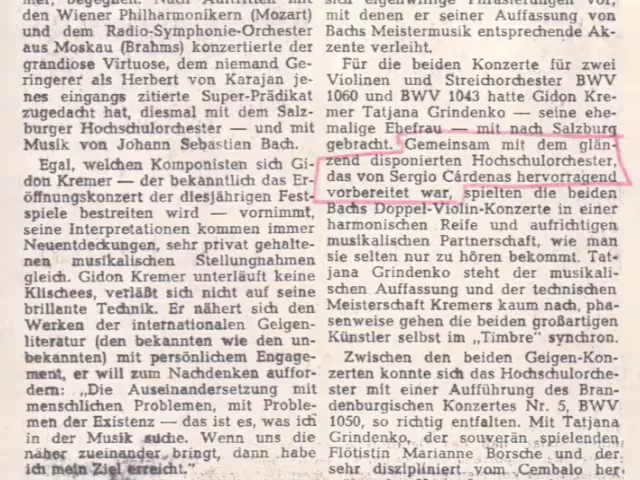 mer, begegnen. Nach Auftritten mit
den Wiener Philharmonikern (Mozart)
und dem Radio-Symphonie-Orchester
aus Moskau (Brahms) konzertierte der
grandiose Virtuose, dem niemand Ge-
ringerer als Herbert von Karajan je-
nes eingangs zitierte Super-Prädikat
zugedacht hat, diesmal mit dem Salz-
burger Hochschulorchester — und mit
Musik von Johann Sebastian Bach.
Egal, welchen Komponisten sich Gi-
don Kremer — der bekanntlich das Er-
öffnungskonzert der diesjährigen Fest-
spiele bestreiten wird — vornimmt,
seine Interpretationen kommen immer
Neuentdeckungen, sehr privat gehalte-
nen musikalischen Stellungnahmen
gleich. Gidon Kremer unterläuft keine
Klischees, verläßt sich nicht auf seine
brillante Technik. Er nähert sich den
Werken der internationalen Geigen-
literatur (den bekannten wie den un-
bekannten) mit persönlichem Engage-
ment, er will zum Nachdenken auffor-
dern: „Die Auseinandersetzung mit
menschlichen Problemen, mit Proble-
men der Existenz — das ist es, was ich
in der Musik suche. Wenn uns die
näher zueinander bringt, dann habe
ich mein Ziel erreicht."
sich eigenwillige Phrasierungen vor,
mit denen er seiner Auffassung von
Bachs Meistermusik entsprechende Ak-
zente verleiht.
Für die beiden Konzerte für zwei
Violinen und Streichorchester BWV
1060 und BWV 1043 hatte Gidon Kre-
mer Tatjana Grindenko — seine ehe-
malige Ehefrau — mit nach Salzburg
gebracht. Gemeinsam mit dem glän-
zend disponierten Hochschulorchester,
das von Sergio Cárdenas hervorragend
vorbereitet war, spielten die beiden
Bachs Doppel-Violin-Konzerte in einer
harmonischen Reife und aufrichtigen
musikalischen Partnerschaft, wie man
sie selten nur zu hören bekommt. Tat-
jana Grindenko steht der musikali-
schen Auffassung und der technischen
Meisterschaft Kremers kaum nach, pha-
senweise gehen die beiden großartigen
Künstler selbst im „Timbre" synchron.
Zwischen den beiden Geigen-Kon-
zerten konnte sich das Hochschulorche-
ster mit einer Aufführung des Bran-
denburgischen Konzertes Nr. 5, BWV
1050, so richtig entfalten. Mit Tatjana
Grindenko, der souverän spielenden
Flötistin Marianne Borsche und der
sehr diszipliniert vom Cembalo her